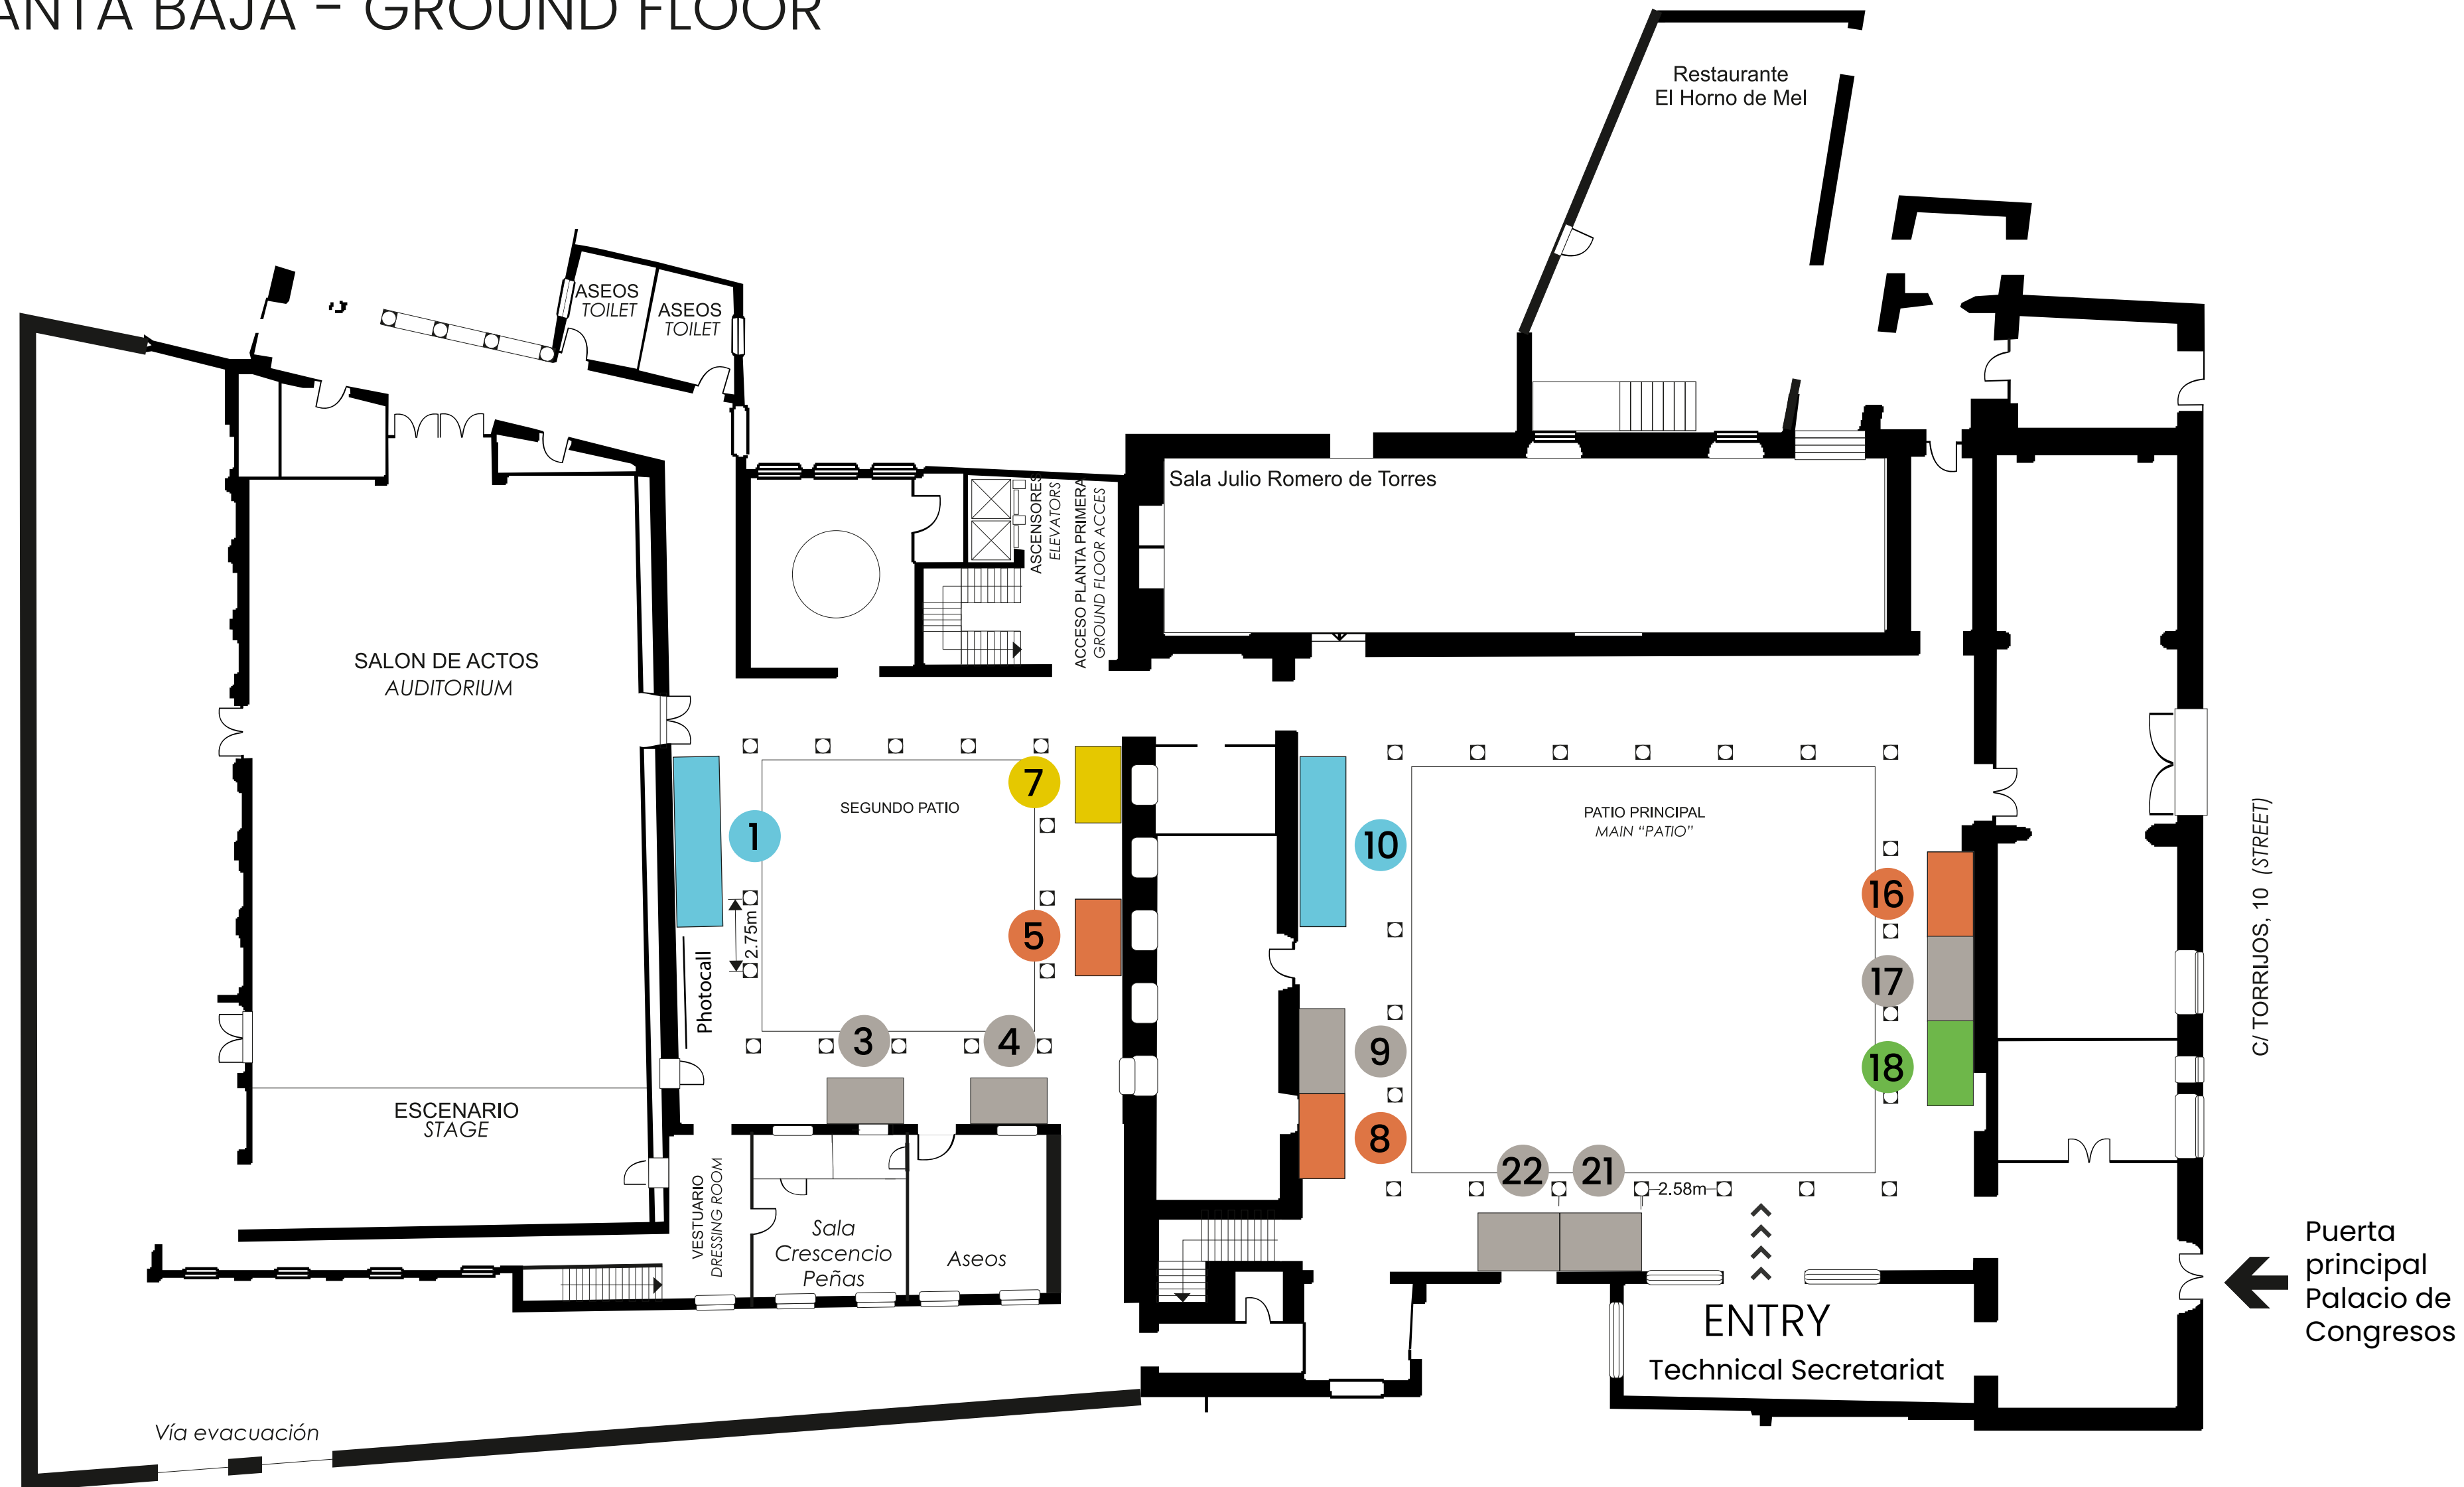 ANTA BAJA - GROUND FLOOR
Restaurante
El Horno de Mel
ASEOS
TOILET
ASEOS
TOILET
Sala Julio Romero de Torres
ASCENSORES
ELEVATORS
ACCESO PLANTA PRIMERA
GROUND FLOOR ACCES
SALON DE ACTOS
AUDITORIUM
SEGUNDO PATIO
PATIO PRINCIPAL
MAIN “PATIO”
7
1
10
5
16
17
18
2.75m
Photocall
3
4
9
8
22
21
2.58m
C/ TORRIJOS, 10 (STREET)
ESCENARIO
STAGE
VESTUARIO
DRESSING ROOM
Sala
Crescencio
Peñas
Aseos
Puerta
principal
Palacio de
Congresos
ENTRY
Technical Secretariat
Vía evacuación